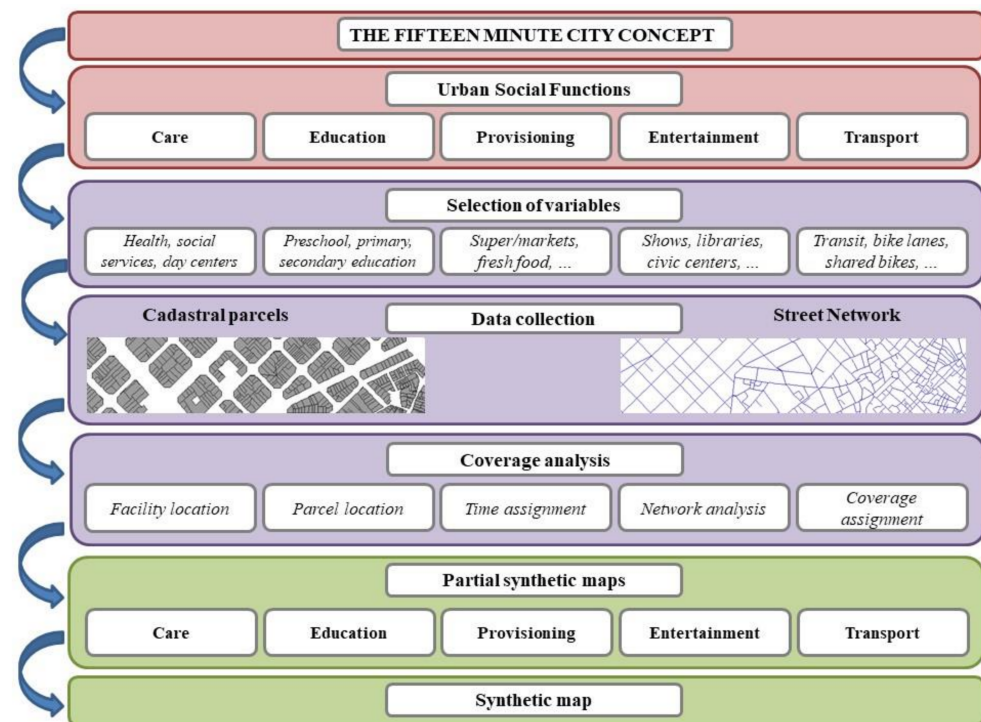 THE FIFTEEN MINUTE CITY CONCEPT
Urban Social Functions
Care
Education
Provisioning
Entertainment
Transport
Selection of variables
Health, social
services, day centers
Preschool, primary,
secondary education
Super/markets,
fresh food, ...
Shows, libraries,
civic centers, ...
Transit, bike lanes,
shared bikes, ...
Cadastral parcels
Data collection
Street Network
Coverage analysis
Facility location
Parcel location
Time assignment
Network analysis
Coverage
assignment
Partial synthetic maps
Care
Education
Provisioning
Entertainment
Transport
Synthetic map